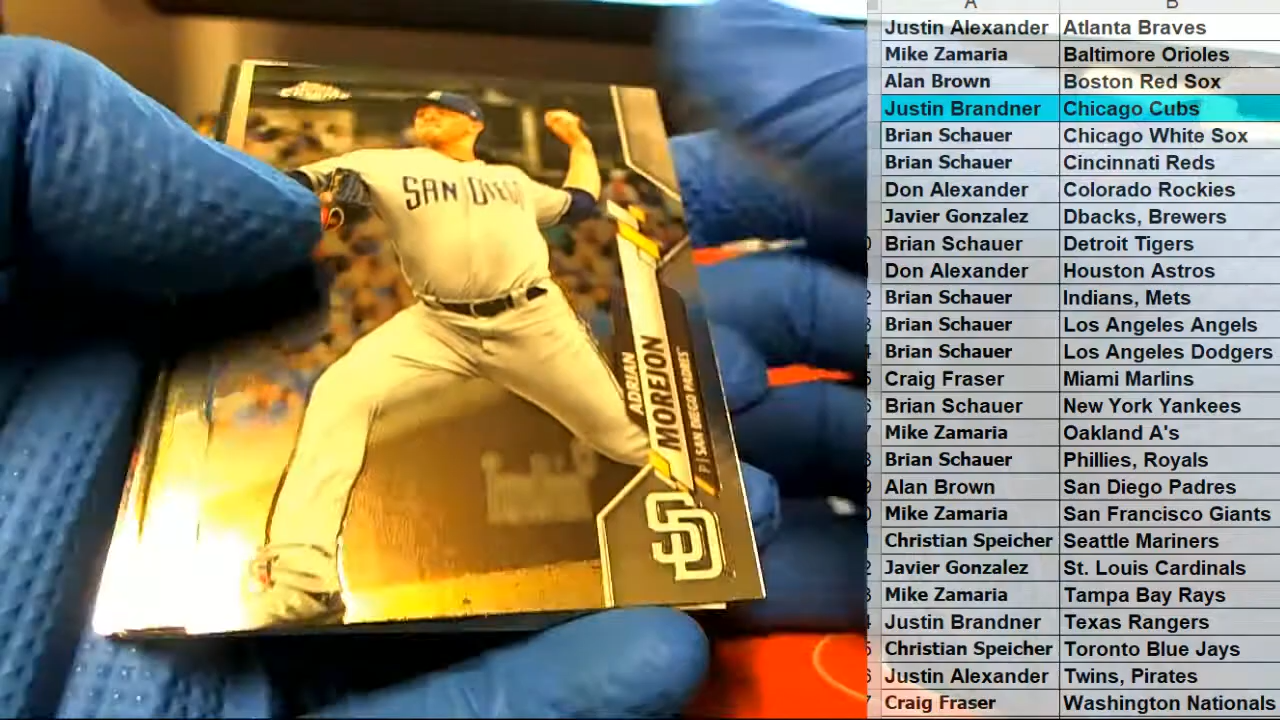 CHROME
SAN DIEGO
ADRIAN
MOREJON
P | SAN DIEGO PADRES
SD
A B
Justin Alexander Atlanta Braves
Mike Zamaria Baltimore Orioles
Alan Brown Boston Red Sox
Justin Brandner Chicago Cubs
Brian Schauer Chicago White Sox
Brian Schauer Cincinnati Reds
Don Alexander Colorado Rockies
Javier Gonzalez Dbacks, Brewers
Brian Schauer Detroit Tigers
Don Alexander Houston Astros
Brian Schauer Indians, Mets
Brian Schauer Los Angeles Angels
Brian Schauer Los Angeles Dodgers
Craig Fraser Miami Marlins
Brian Schauer New York Yankees
Mike Zamaria Oakland A's
Brian Schauer Phillies, Royals
Alan Brown San Diego Padres
Mike Zamaria San Francisco Giants
Christian Speicher Seattle Mariners
Javier Gonzalez St. Louis Cardinals
Mike Zamaria Tampa Bay Rays
Justin Brandner Texas Rangers
Christian Speicher Toronto Blue Jays
Justin Alexander Twins, Pirates
Craig Fraser Washington Nationals